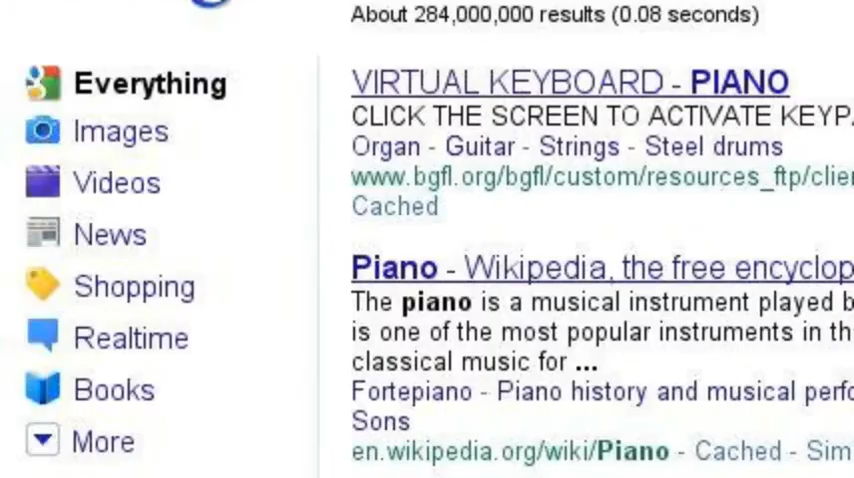 About 284,000,000 results (0.08 seconds)
Everything
Images
Videos
News
Shopping
Realtime
Books
More
VIRTUAL KEYBOARD - PIANO
CLICK THE SCREEN TO ACTIVATE KEYP
Organ - Guitar - Strings - Steel drums
www.bgfl.org/bgfl/custom/resources_ftp/clien
Cached
Piano - Wikipedia, the free encyclop
The piano is a musical instrument played b
is one of the most popular instruments in th
classical music for ...
Fortepiano - Piano history and musical perfo
Sons
en.wikipedia.org/wiki/Piano - Cached - Sim